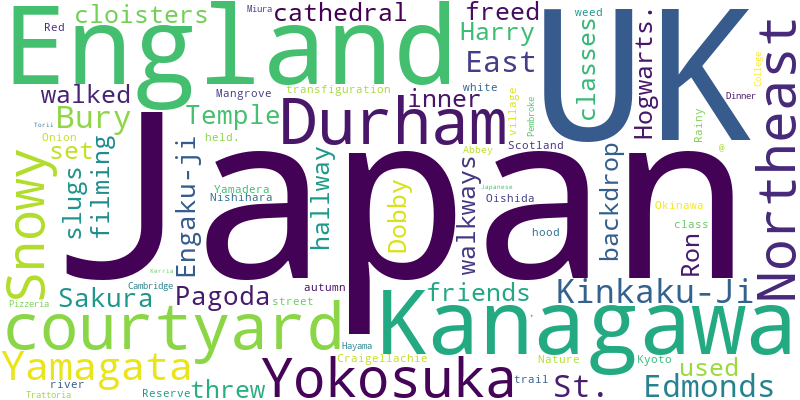 Red
cloisters
Miura
cathedral
freed
weed
England
UK
Harry
classes
Hogwarts.
East
College
Northeast
walked
Mangrove
transfiguration
white
Dinner
Bury
Temple
Durham
inner
village
Pembroke
Rainy
Torii
Onion
set
held.
Abbey
Scotland
@
Snowy
slugs
filming
Engaku-ji
Japan
hallway
Dobby
walkways
backdrop
Yamadera
Nishihara
Japanese
Oishida
Okinawa
class
hood
Ron
Kerria
Cambridge
autumn
Pizzeria
Sakura
Pagoda
street
friends
Kinkaku-Ji
courtyard
Kanagawa
Hayama
Yamagata
Craigellachie
Nature
Kyoto
used
river
Trattoria
Reserve
threw
Yokosuka
trail
St.
Edmonds